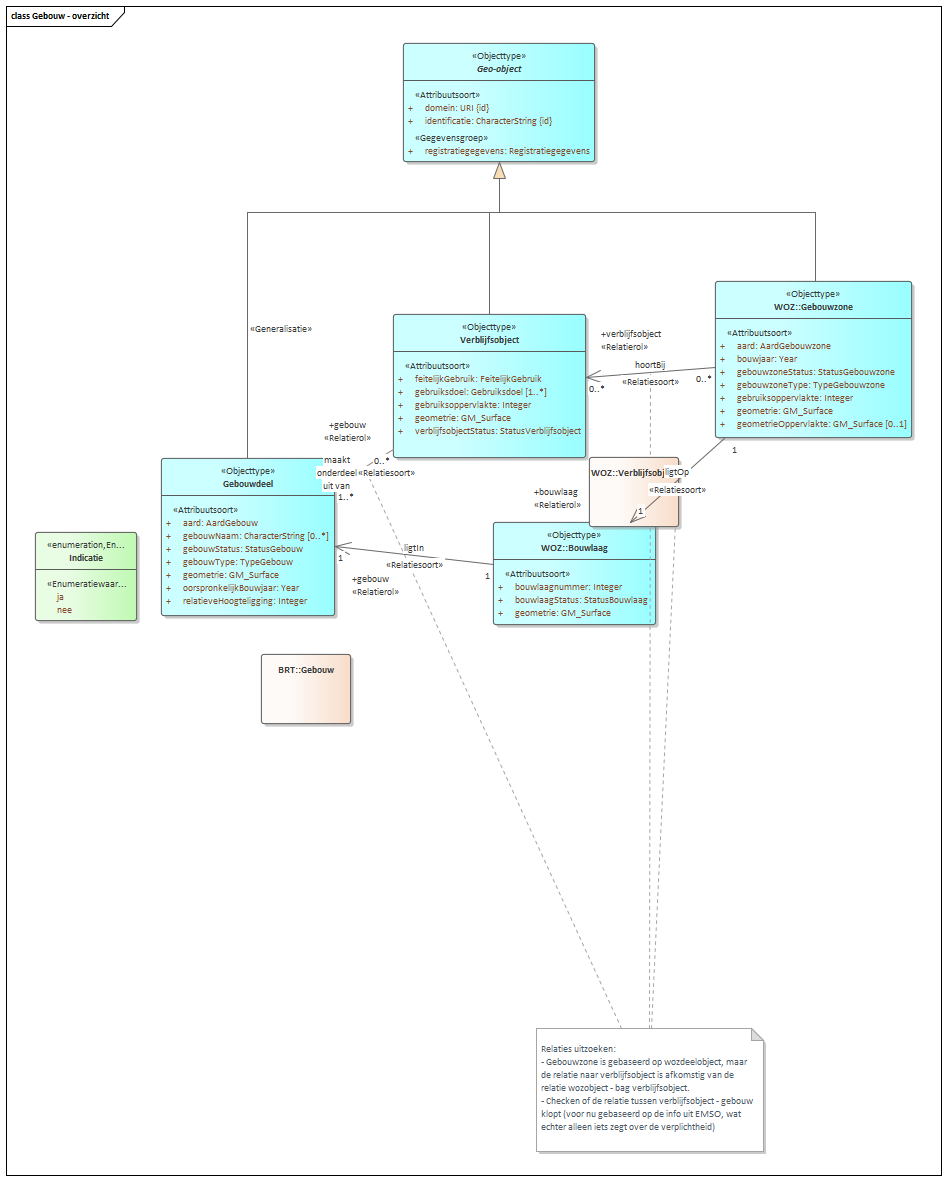 class Gebouw - overzicht
«Objecttype»
Geo-object
«Attribuutsoort»
+ domein: URI {id}
+ identificatie: CharacterString {id}
«Gegevensgroep»
+ registratiegegevens: Registratiegegevens
«Generalisatie»
«Objecttype»
WOZ::Gebouwzone
«Attribuutsoort»
+ aard: AardGebouwzone
+ bouwjaar: Year
+ gebouwzoneStatus: StatusGebouwzone
+ gebouwzoneType: TypeGebouwzone
+ gebruiksoppervlakte: Integer
+ geometrie: GM_Surface
+ geometrieOppervlakte: GM_Surface [0..1]
«Objecttype»
Verblijfsobject
«Attribuutsoort»
+ feitelijkGebruik: FeitelijkGebruik
+ gebruiksdoel: Gebruiksdoel [1..*]
+ gebruiksoppervlakte: Integer
+ geometrie: GM_Surface
+ verblijfsobjectStatus: StatusVerblijfsobject
+verblijfsobject
«Relatierol»
hoortBij
«Relatiesoort»
0..*
0..*
+gebouw
«Relatierol»
maakt
onderdeel
uit van
0..*
«Relatiesoort»
1..*
«Objecttype»
Gebouwdeel
«Attribuutsoort»
+ aard: AardGebouw
+ gebouwNaam: CharacterString [0..*]
+ gebouwStatus: StatusGebouw
+ gebouwType: TypeGebouw
+ geometrie: GM_Surface
+ oorspronkelijkBouwjaar: Year
+ relatieveHoogteligging: Integer
WOZ::Verblijfsobj
ligtOp
1
«Relatiesoort»
+bouwlaag
«Relatierol»
1
«Objecttype»
WOZ::Bouwlaag
«Attribuutsoort»
+ bouwlaagnummer: Integer
+ bouwlaagStatus: StatusBouwlaag
+ geometrie: GM_Surface
ligtIn
«Relatiesoort»
1
1
+gebouw
«Relatierol»
«enumeration,En...
Indicatie
«Enumeratiewaar...
ja
nee
BRT::Gebouw
Relaties uitzoeken:
- Gebouwzone is gebaseerd op wozdeelobject, maar
de relatie naar verblijfsobject is afkomstig van de
relatie wozobject - bag verblijfsobject.
- Checken of de relatie tussen verblijfsobject - gebouw
klopt (voor nu gebaseerd op de info uit EMSO, wat
echter alleen iets zegt over de verplichtheid)